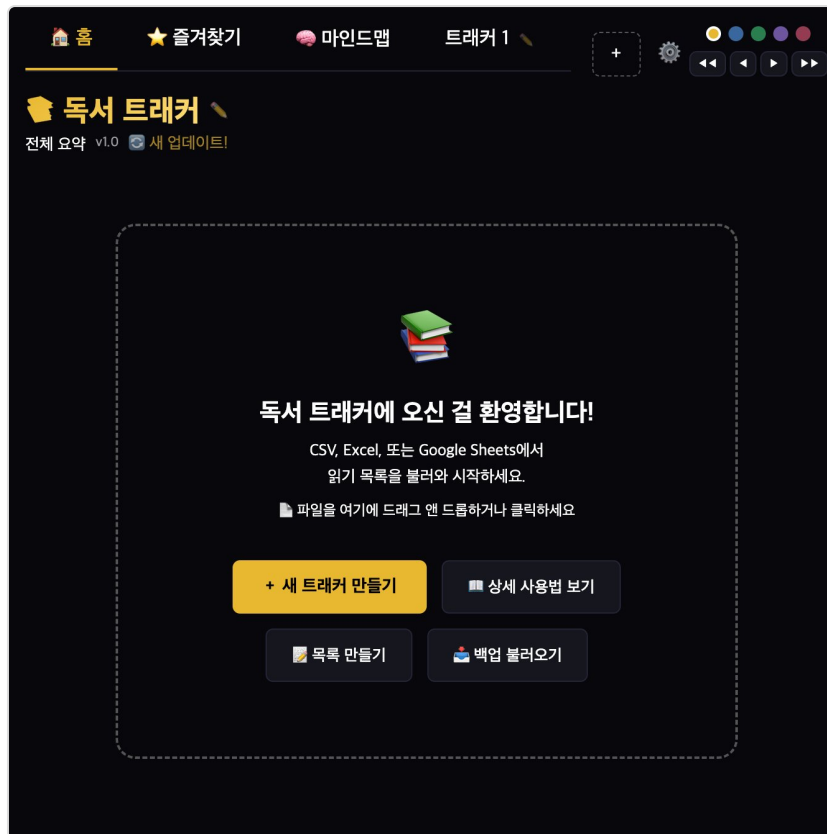 홈
즐겨찾기
마인드맵
트래커 1
+
독서 트래커
전체 요약 v1.0 새 업데이트!
독서 트래커에 오신 걸 환영합니다!
CSV, Excel, 또는 Google Sheets에서
읽기 목록을 불러와 시작하세요.
파일을 여기에 드래그 앤 드롭하거나 클릭하세요
+ 새 트래커 만들기
상세 사용법 보기
목록 만들기
백업 불러오기